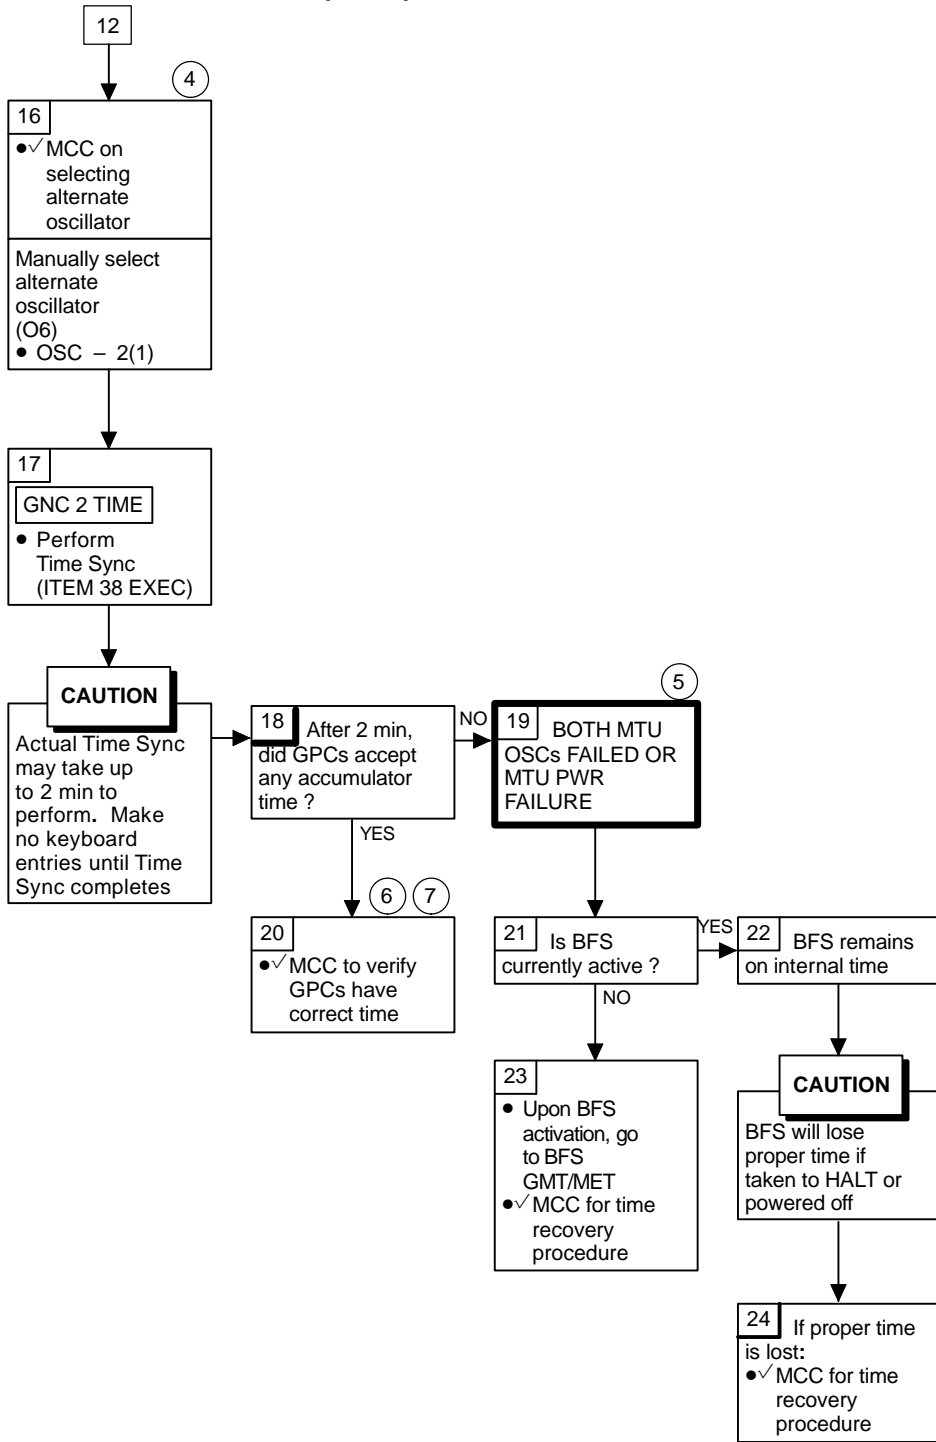 12
4
16
●√ MCC on
selecting
alternate
oscillator
Manually select
alternate
oscillator
(O6)
● OSC – 2(1)
17
GNC 2 TIME
● Perform
Time Sync
(ITEM 38 EXEC)
CAUTION
Actual Time Sync
may take up
to 2 min to
perform. Make
no keyboard
entries until Time
Sync completes
18 After 2 min,
did GPCs accept
any accumulator
time ?
NO
YES
5
19 BOTH MTU
OSCs FAILED OR
MTU PWR
FAILURE
6 7
20
●√ MCC to verify
GPCs have
correct time
21 Is BFS
currently active ?
YES
NO
22 BFS remains
on internal time
23
● Upon BFS
activation, go
to BFS
GMT/MET
●√ MCC for time
recovery
procedure
CAUTION
BFS will lose
proper time if
taken to HALT or
powered off
24 If proper time
is lost:
●√ MCC for time
recovery
procedure